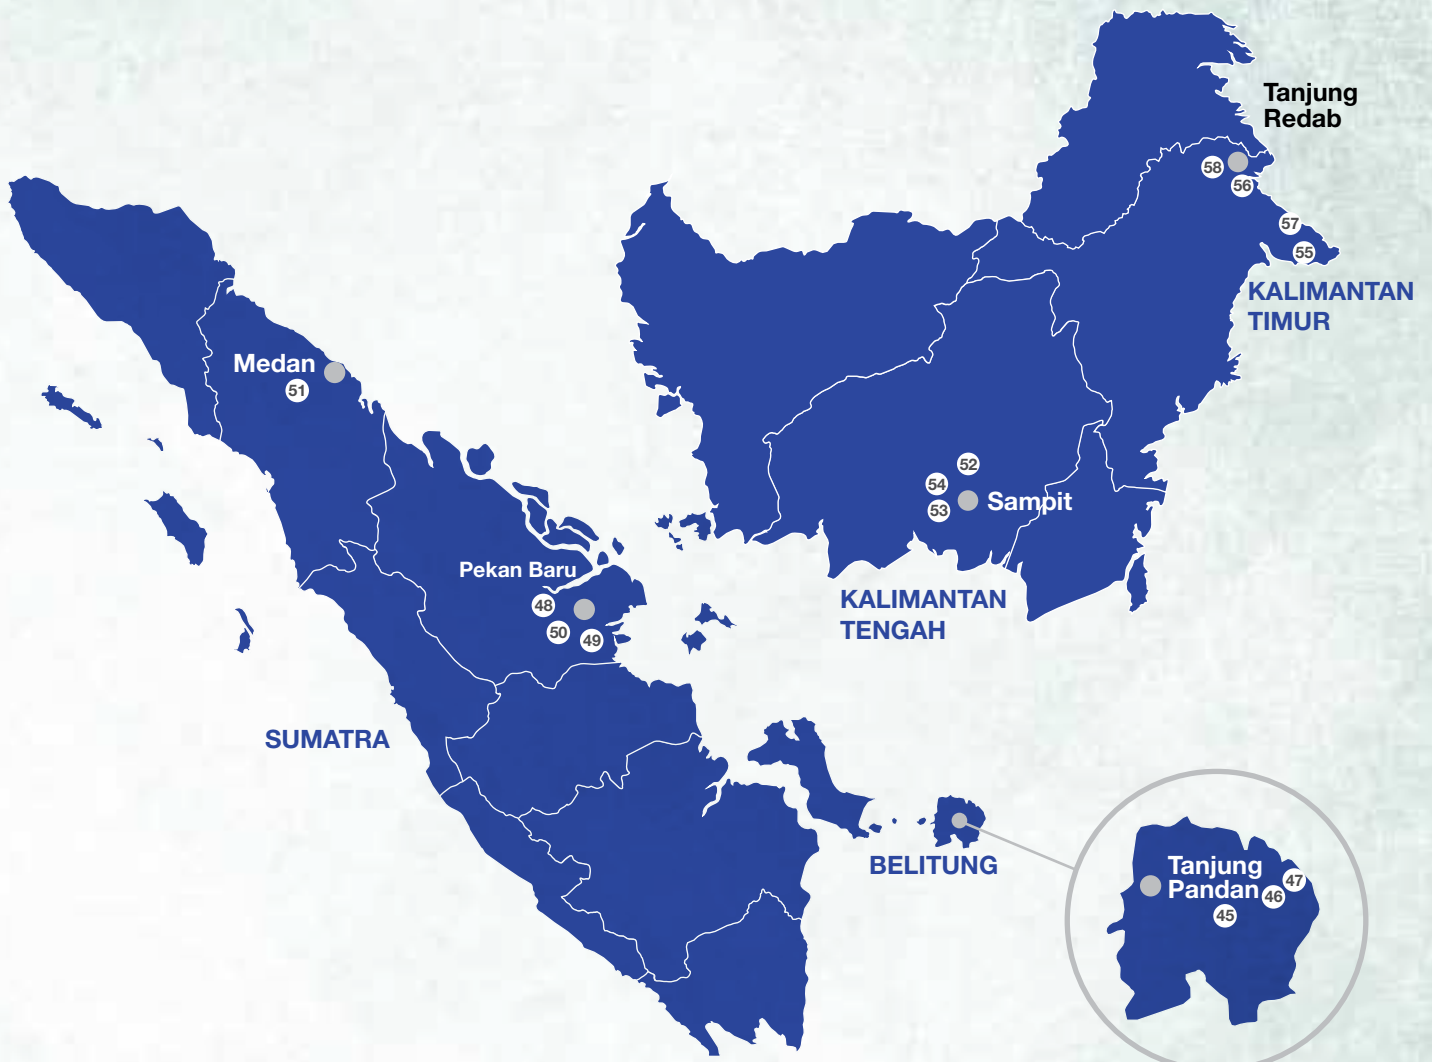 Tanjung
Redab
58
56
57
55
KALIMANTAN
TIMUR
Medan
51
52
54
53
Sampit
Pekan Baru
48
50
49
KALIMANTAN
TENGAH
SUMATRA
BELITUNG
Tanjung
Pandan
47
46
45